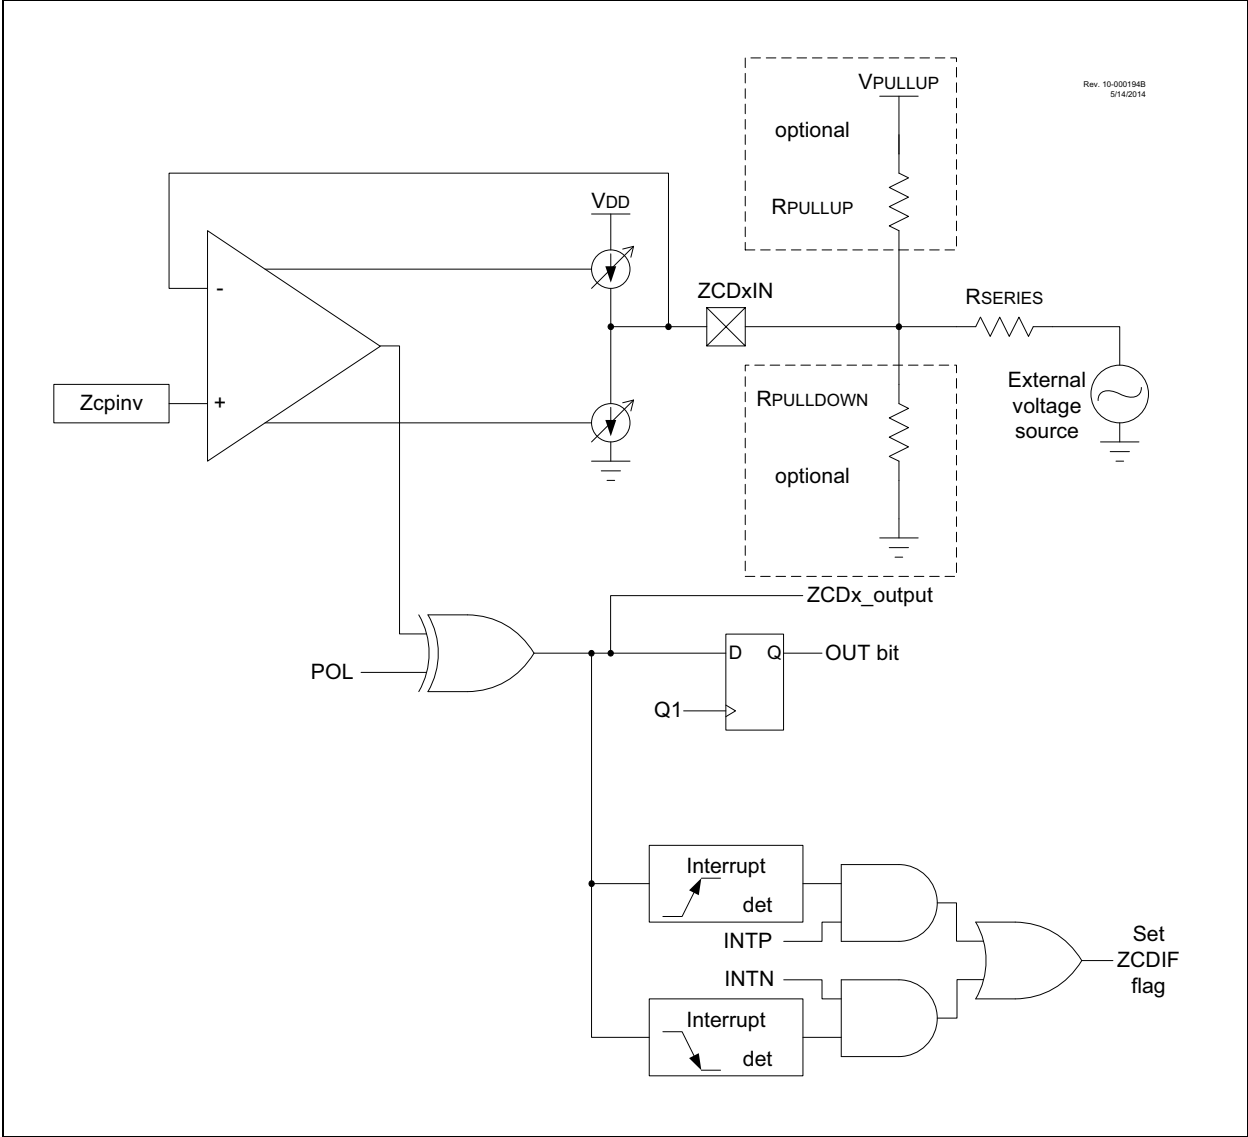 VPULLUP
Rev. 10-000194B
5/14/2014
optional
RPULLUP
VDD
ZCDxIN
RSERIES
-
Zcpinv
+
RPULLDOWN
External
voltage
source
optional
ZCDx_output
D
Q
OUT bit
POL
Q1
Interrupt
det
INTP
INTN
Interrupt
det
Set
ZCDIF
flag